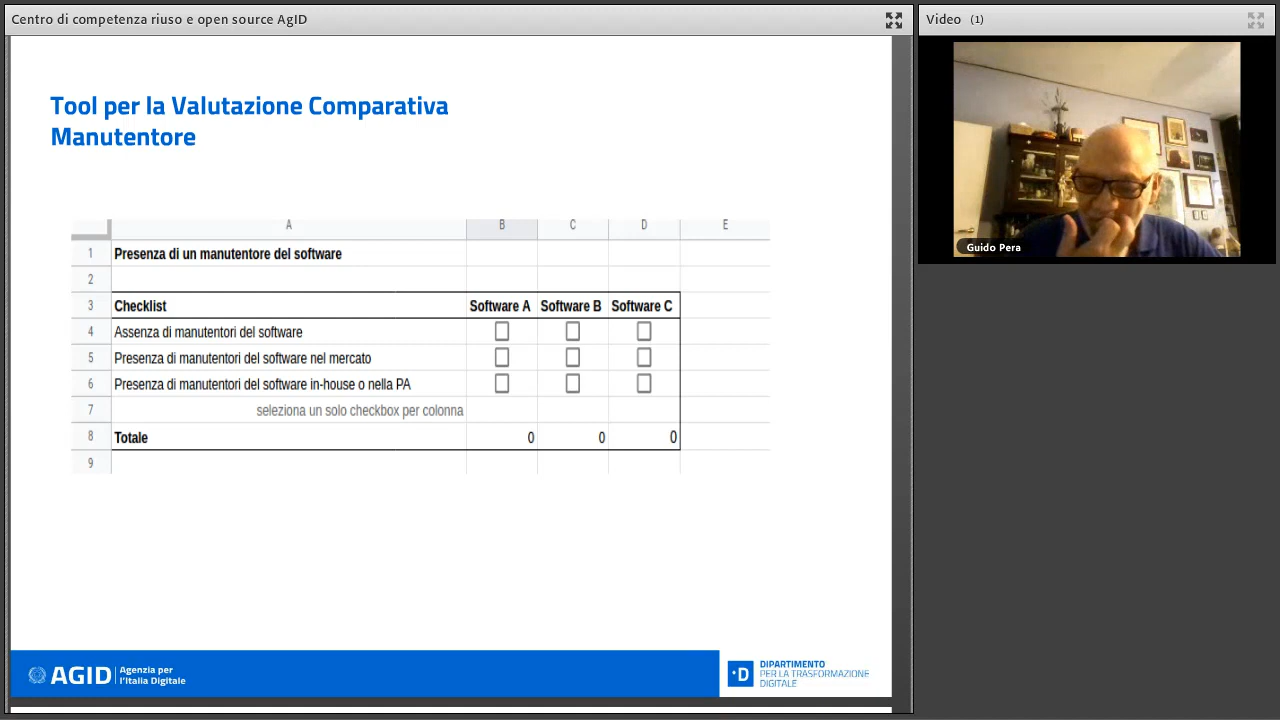 Centro di competenza riuso e open source AgID
Video (1)
Guido Pera
Tool per la Valutazione Comparativa
Manutentore
A B C D E
1 Presenza di un manutentore del software
2
3 Checklist Software A Software B Software C
4 Assenza di manutentori del software
5 Presenza di manutentori del software nel mercato
6 Presenza di manutentori del software in-house o nella PA
7 seleziona un solo checkbox per colonna
8 Totale 0 0 0
9
AGID Agenzia per
l'Italia Digitale
D DIPARTIMENTO
PER LA TRASFORMAZIONE
DIGITALE